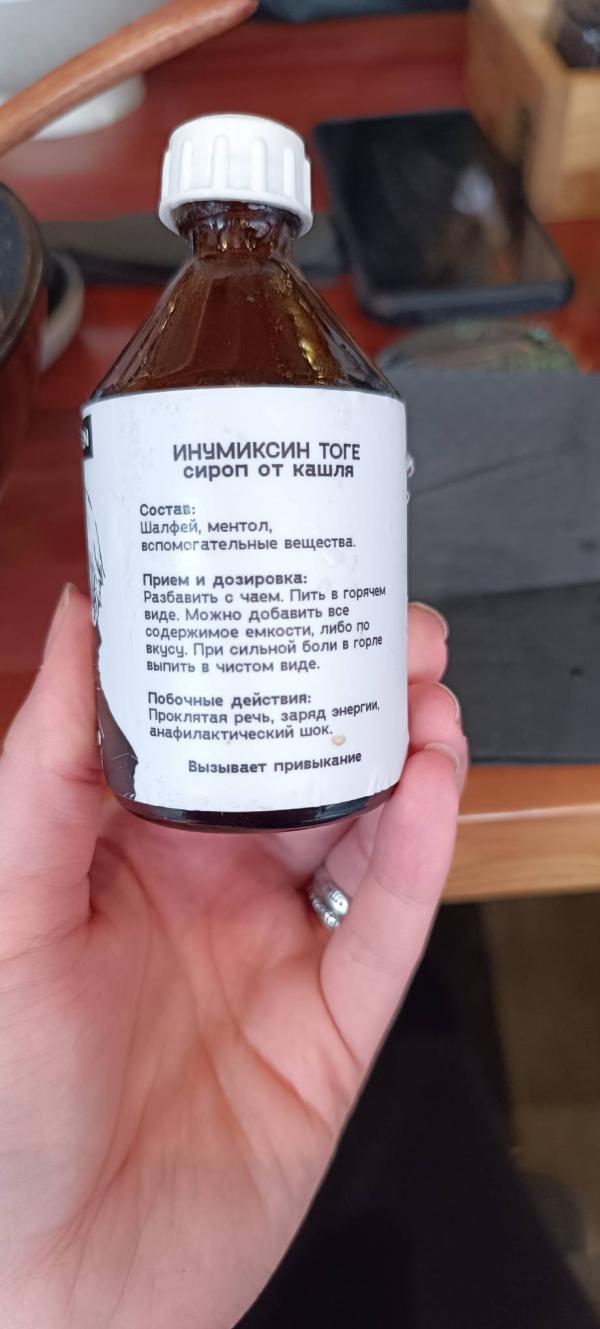 ИНУМИКСИН ТОГЕ
сироп от кашля
Состав:
Шалфей, ментол,
вспомогательные вещества.
Прием и дозировка:
Разбавить с чаем. Пить в горячем
виде. Можно добавить все
содержимое емкости, либо по
вкусу. При сильной боли в горле
выпить в чистом виде.
Побочные действия:
Проклятая речь, заряд энергии,
анафилактический шок.
Вызывает привыкание